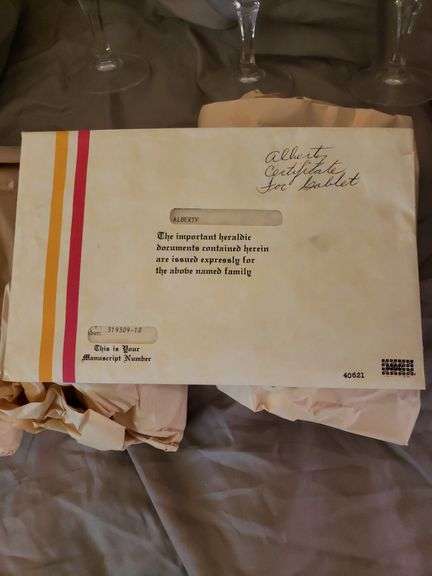 Alberty
Certifitate
For Goblet
ALBERTY
The important heraldic
documents contained herein
are issued expressly for
the above named family
319309-10
This is Your
Manuscript Number
40621